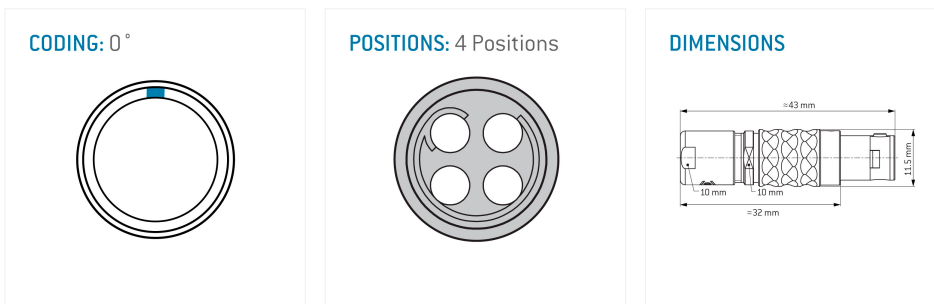 CODING: 0°
POSITIONS: 4 Positions
DIMENSIONS
≈43 mm
11.5 mm
10 mm
10 mm
≈32 mm